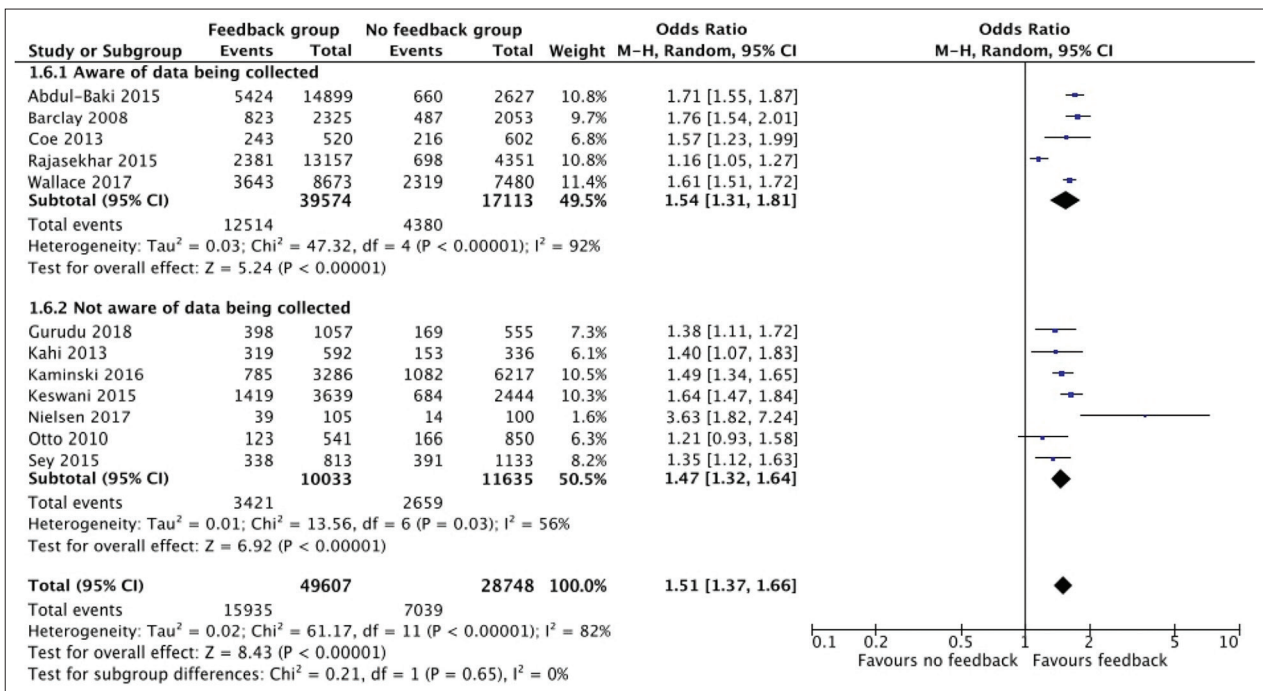 Feedback group No feedback group Odds Ratio Odds Ratio
Study or Subgroup Events Total Events Total Weight M-H, Random, 95% CI M-H, Random, 95% CI
1.6.1 Aware of data being collected
Abdul-Baki 2015 5424 14899 660 2627 10.8% 1.71 [1.55, 1.87]
Barclay 2008 823 2325 487 2053 9.7% 1.76 [1.54, 2.01]
Coe 2013 243 520 216 602 6.8% 1.57 [1.23, 1.99]
Rajasekhar 2015 2381 13157 698 4351 10.8% 1.16 [1.05, 1.27]
Wallace 2017 3643 8673 2319 7480 11.4% 1.61 [1.51, 1.72]
Subtotal (95% CI) 39574 17113 49.5% 1.54 [1.31, 1.81]
Total events 12514 4380
Heterogeneity: Tau² = 0.03; Chi² = 47.32, df = 4 (P < 0.00001); I² = 92%
Test for overall effect: Z = 5.24 (P < 0.00001)
1.6.2 Not aware of data being collected
Gurudu 2018 398 1057 169 555 7.3% 1.38 [1.11, 1.72]
Kahi 2013 319 592 153 336 6.1% 1.40 [1.07, 1.83]
Kaminski 2016 785 3286 1082 6217 10.5% 1.49 [1.34, 1.65]
Keswani 2015 1419 3639 684 2444 10.3% 1.64 [1.47, 1.84]
Nielsen 2017 39 105 14 100 1.6% 3.63 [1.82, 7.24]
Otto 2010 123 541 166 850 6.3% 1.21 [0.93, 1.58]
Sey 2015 338 813 391 1133 8.2% 1.35 [1.12, 1.63]
Subtotal (95% CI) 10033 11635 50.5% 1.47 [1.32, 1.64]
Total events 3421 2659
Heterogeneity: Tau² = 0.01; Chi² = 13.56, df = 6 (P = 0.03); I² = 56%
Test for overall effect: Z = 6.92 (P < 0.00001)
Total (95% CI) 49607 28748 100.0% 1.51 [1.37, 1.66]
Total events 15935 7039
Heterogeneity: Tau² = 0.02; Chi² = 61.17, df = 11 (P < 0.00001); I² = 82%
Test for overall effect: Z = 8.43 (P < 0.00001)
Test for subgroup differences: Chi² = 0.21, df = 1 (P = 0.65), I² = 0%
0.1 0.2 0.5 1 2 5 10
Favours no feedback Favours feedback